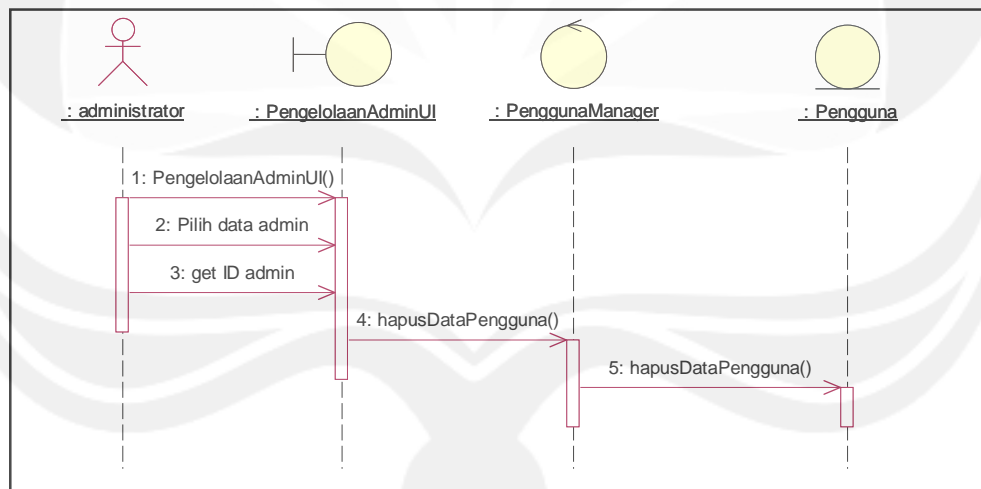 : administrator
: PengelolaanAdminUI
: PenggunaManager
: Pengguna
1: PengelolaanAdminUI()
2: Pilih data admin
3: get ID admin
4: hapusDataPengguna()
5: hapusDataPengguna()